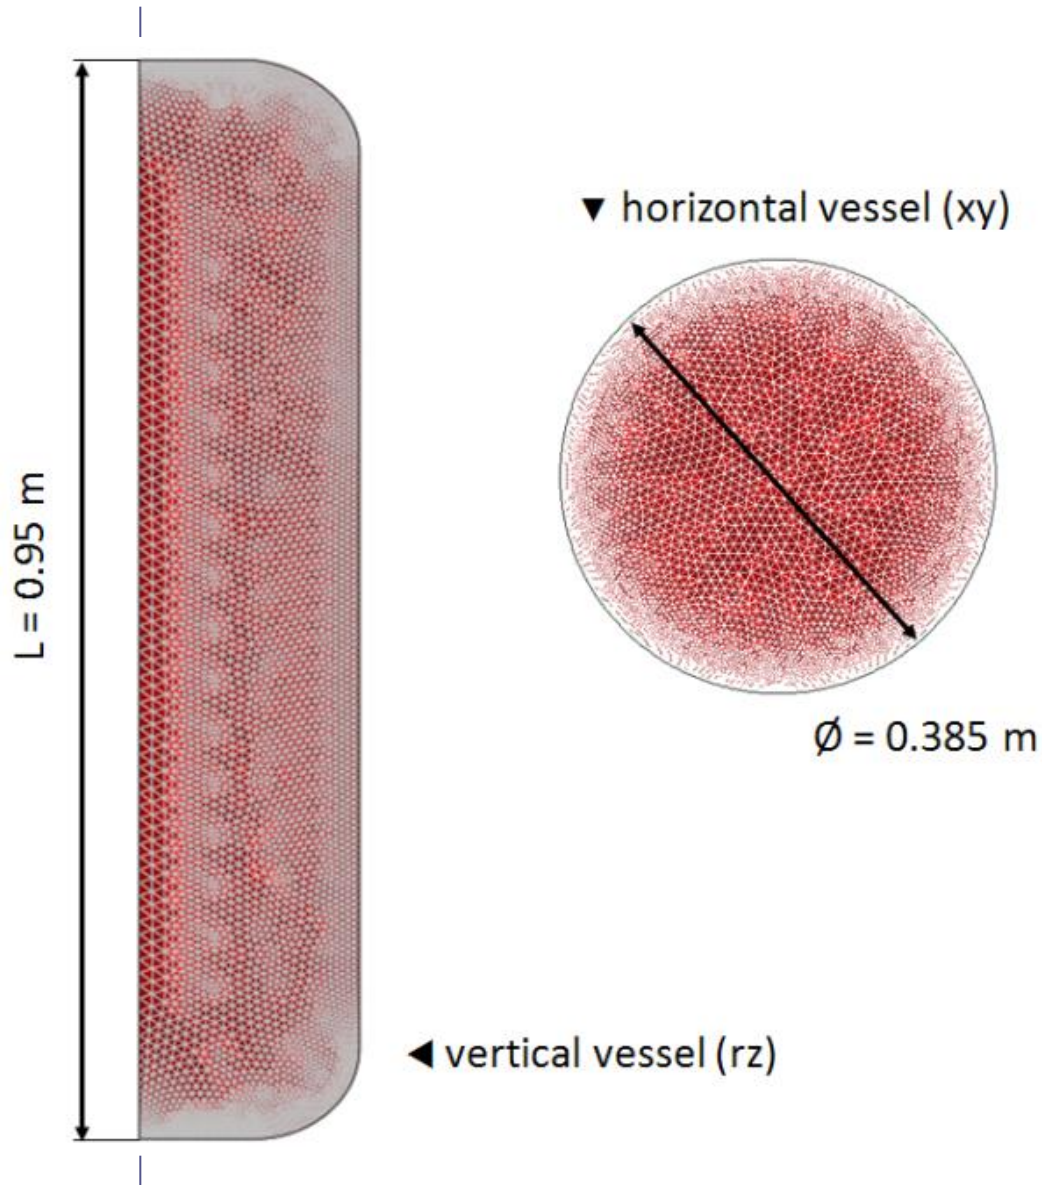 L = 0.95 m
▼ horizontal vessel (xy)
Ø = 0.385 m
◀ vertical vessel (rz)